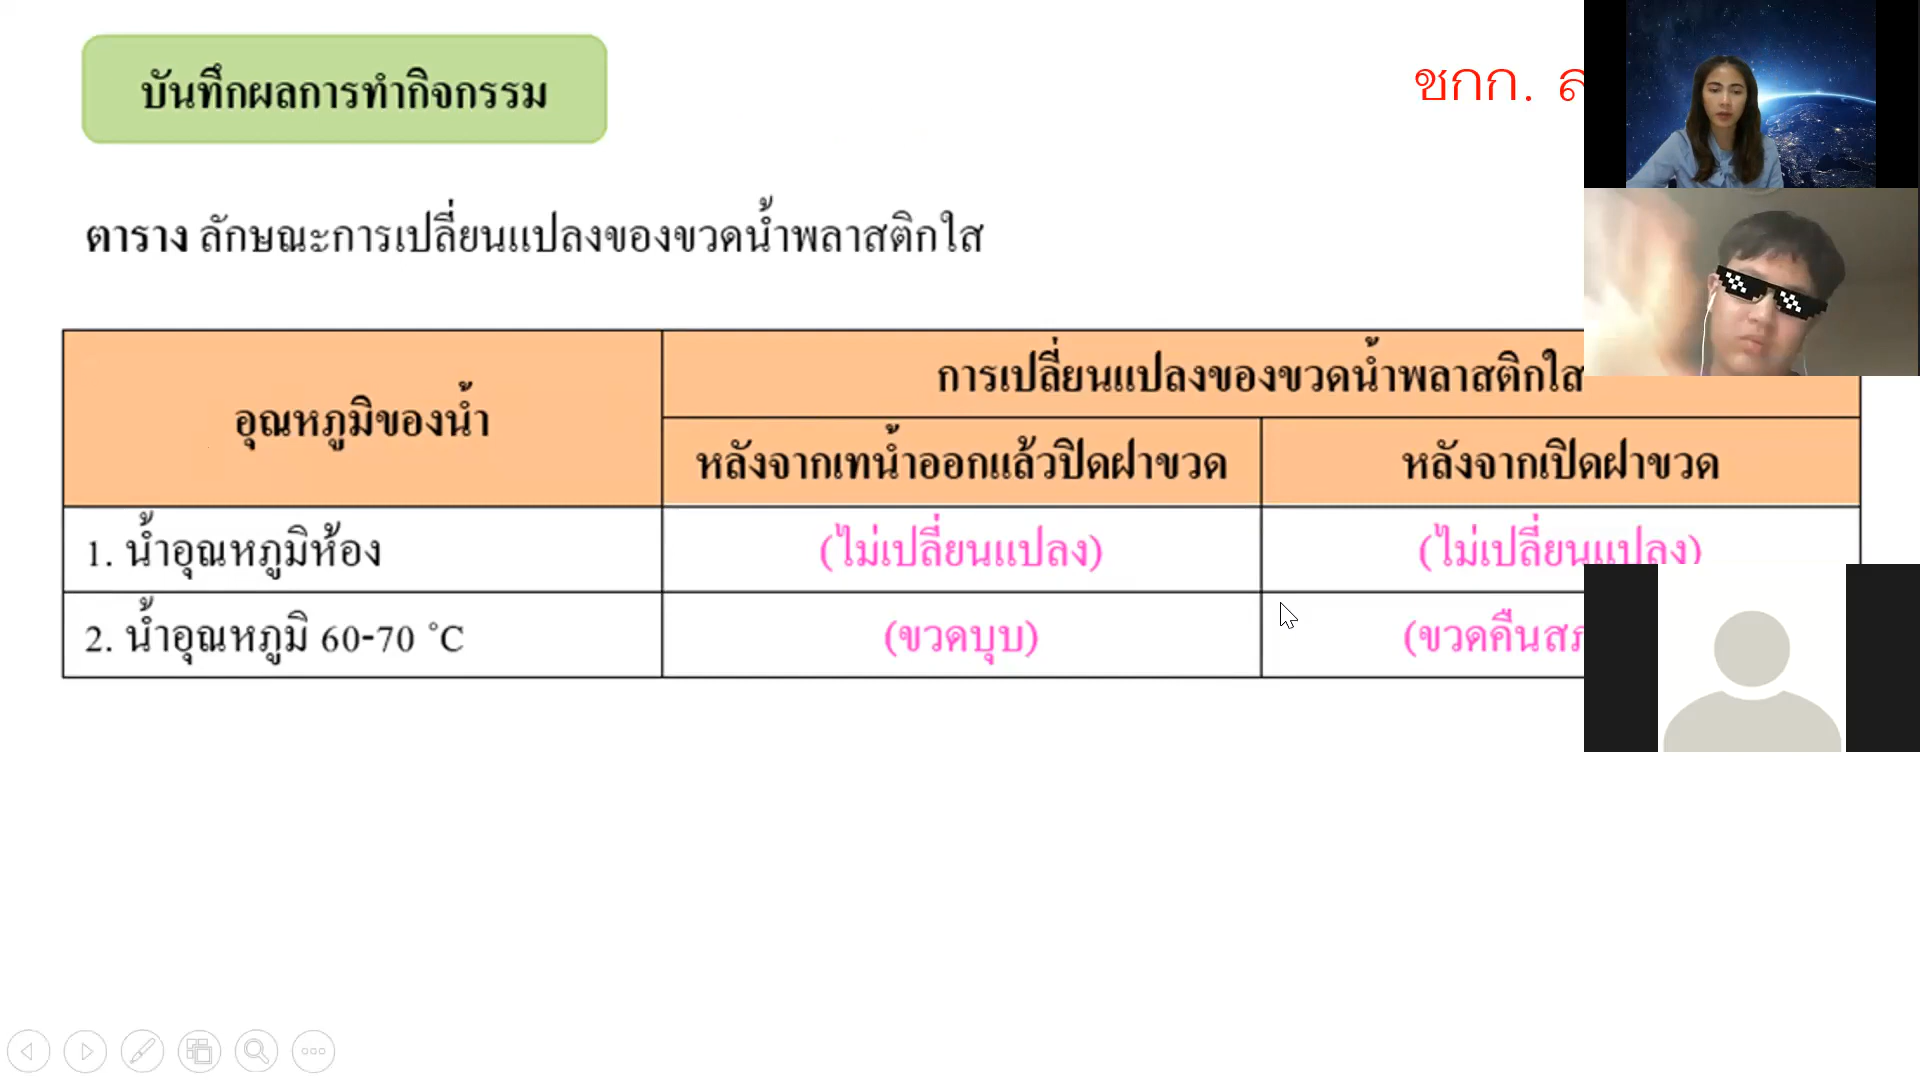 บันทึกผลการทำกิจกรรม
ชกก.
ตาราง ลักษณะการเปลี่ยนแปลงของขวดน้ำพลาสติกใส
อุณหภูมิของน้ำ
การเปลี่ยนแปลงของขวดน้ำพลาสติกใส
หลังจากเทน้ำออกแล้วปิดฝาขวด
หลังจากเปิดฝาขวด
1. น้ำอุณหภูมิห้อง
(ไม่เปลี่ยนแปลง)
(ไม่เปลี่ยนแปลง)
2. น้ำอุณหภูมิ 60-70 °C
(ขวดบุบ)
(ขวดคืน